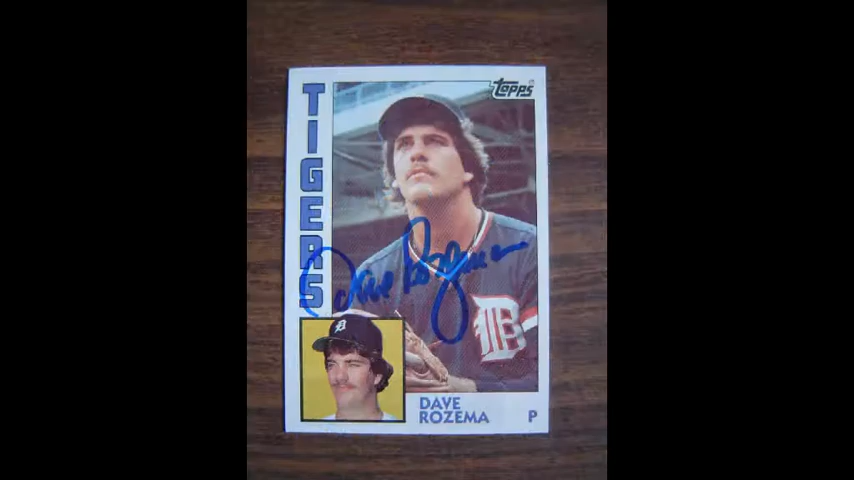 Topps
TIGERS
Dave Rozema
D
D
DAVE
ROZEMA
P